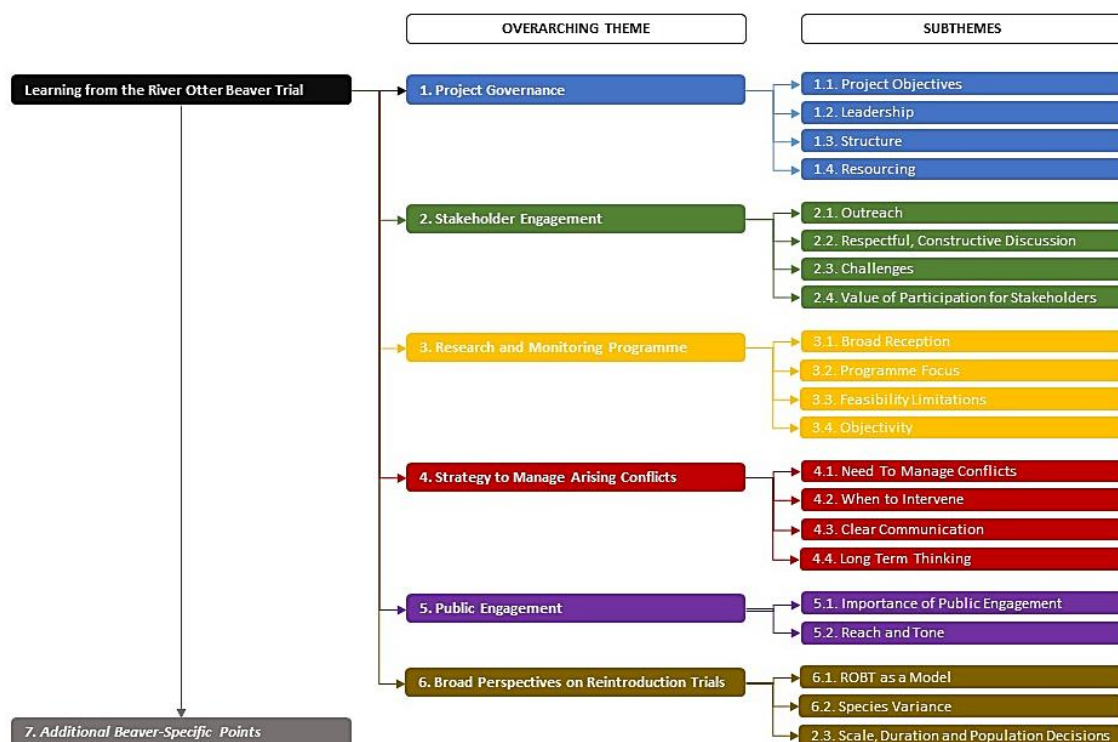 OVERARCHING THEME
SUBTHEMES
Learning from the River Otter Beaver Trial
1. Project Governance
1.1. Project Objectives
1.2. Leadership
1.3. Structure
1.4. Resourcing
2. Stakeholder Engagement
2.1. Outreach
2.2. Respectful, Constructive Discussion
2.3. Challenges
2.4. Value of Participation for Stakeholders
3. Research and Monitoring Programme
3.1. Broad Reception
3.2. Programme Focus
3.3. Feasibility Limitations
3.4. Objectivity
4. Strategy to Manage Arising Conflicts
4.1. Need To Manage Conflicts
4.2. When to Intervene
4.3. Clear Communication
4.4. Long Term Thinking
5. Public Engagement
5.1. Importance of Public Engagement
5.2. Reach and Tone
6. Broad Perspectives on Reintroduction Trials
6.1. ROBT as a Model
6.2. Species Variance
2.3. Scale, Duration and Population Decisions
7. Additional Beaver-Specific Points